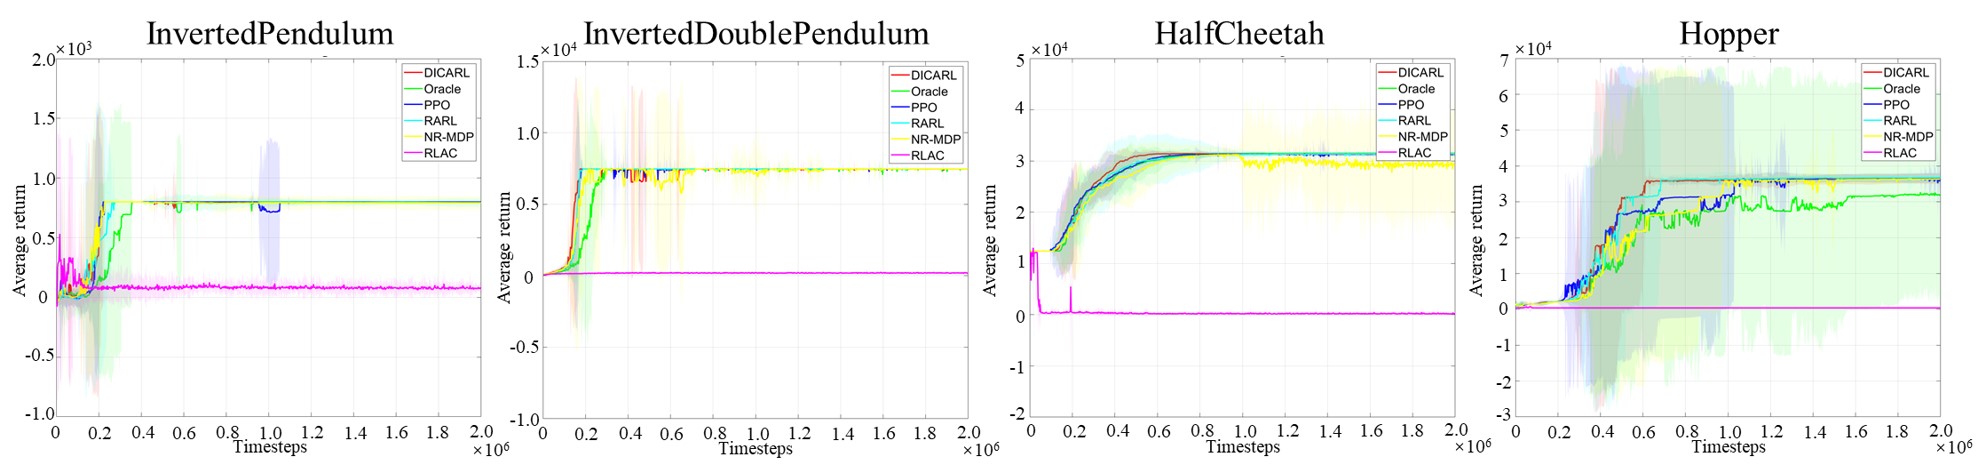 InvertedPendulum
×10³
2.0
1.5
1.0
0.5
0
-0.5
-1.0
Average return
DICARL
Oracle
PPO
RARL
NR-MDP
RLAC
0 0.2 0.4 0.6 0.8 1.0 1.2 1.4 1.6 1.8 2.0
Timesteps
×10⁶
InvertedDoublePendulum
×10⁴
1.5
1.0
0.5
0
-0.5
-1.0
Average return
DICARL
Oracle
PPO
RARL
NR-MDP
RLAC
0 0.2 0.4 0.6 0.8 1.0 1.2 1.4 1.6 1.8 2.0
Timesteps
×10⁶
HalfCheetah
×10⁴
5
4
3
2
1
0
-1
-2
Average return
DICARL
Oracle
PPO
RARL
NR-MDP
RLAC
0 0.2 0.4 0.6 0.8 1.0 1.2 1.4 1.6 1.8 2.0
Timesteps
×10⁶
Hopper
×10⁴
7
6
5
4
3
2
1
0
-1
-2
-3
Average return
DICARL
Oracle
PPO
RARL
NR-MDP
RLAC
0 0.2 0.4 0.6 0.8 1.0 1.2 1.4 1.6 1.8 2.0
Timesteps
×10⁶